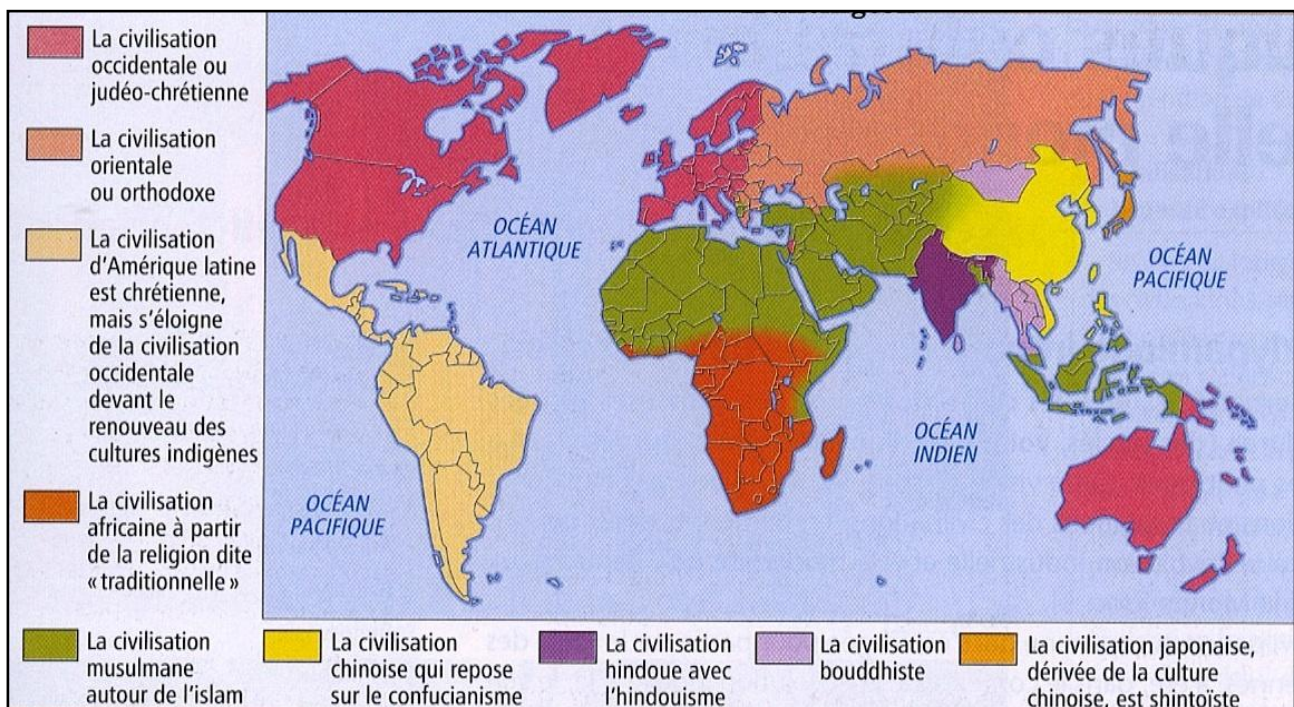 La civilisation
occidentale ou
judéo-chrétienne
La civilisation
orientale
ou orthodoxe
La civilisation
d'Amérique latine
est chrétienne,
mais s'éloigne
de la civilisation
occidentale
devant le
renouveau des
cultures indigènes
La civilisation
africaine à partir
de la religion dite
« traditionnelle »
OCÉAN
ATLANTIQUE
OCÉAN
PACIFIQUE
OCÉAN
INDIEN
OCÉAN
PACIFIQUE
La civilisation
musulmane
autour de l'islam
La civilisation
chinoise qui repose
sur le confucianisme
La civilisation
hindoue avec
l'hindouisme
La civilisation
bouddhiste
La civilisation japonaise,
dérivée de la culture
chinoise, est shintoïste